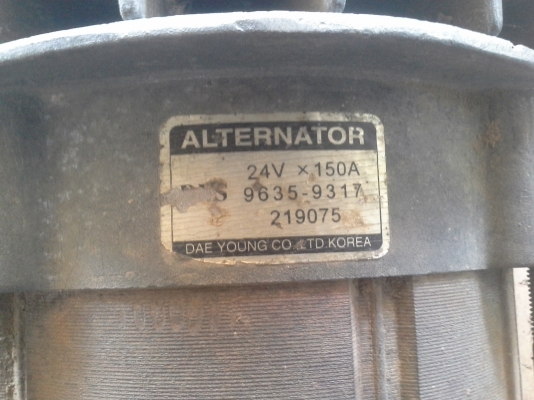 ALTERNATOR
24V × 150A
9635-9317
219075
DAE YOUNG CO. LTD. KOREA